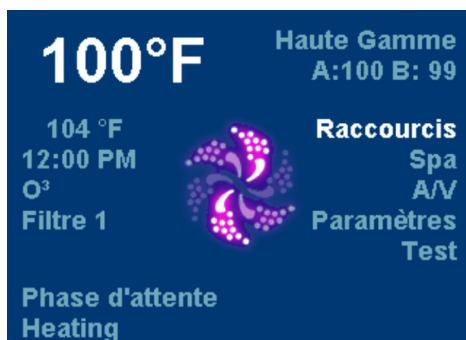 100°F
Haute Gamme
A:100 B: 99
104 °F
12:00 PM
O³
Filtre 1
Raccourcis
Spa
A/V
Paramètres
Test
Phase d'attente
Heating